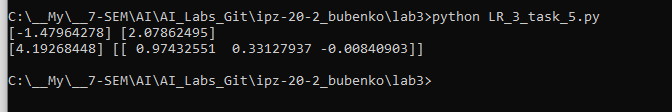 C:\__My\__7-SEM\AI\AI_Labs_Git\ipz-20-2_bubenko\lab3>python LR_3_task_5.py
[-1.47964278] [2.07862495]
[4.19268448] [[ 0.97432551  0.33127937 -0.00840903]]
C:\__My\__7-SEM\AI\AI_Labs_Git\ipz-20-2_bubenko\lab3>